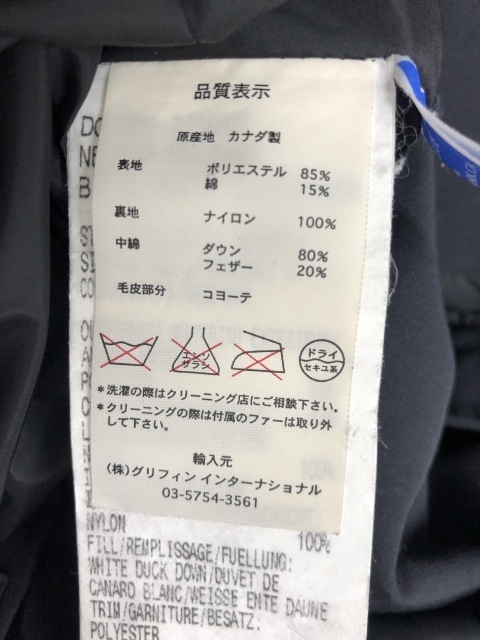 品質表示
原産地 カナダ製
表地 ポリエステル 85%
綿 15%
裏地 ナイロン 100%
中綿 ダウン 80%
フェザー 20%
毛皮部分 コヨーテ
エンソ
サラシ
ドライ
セキユ系
*洗濯の際はクリーニング店にご相談下さい。
*クリーニングの際は付属のファーは取り外
して下さい。
輸入元
(株)グリフィン インターナショナル
03-5754-3561
NYLON 100%
FILL/REMPLISSAGE/FUELLUNG:
WHITE DUCK DOWN/DUVET DE
CANARD BLANC/WEISSE ENTE DAUNE
TRIM/GARNITURE/BESATZ:
POLYESTER